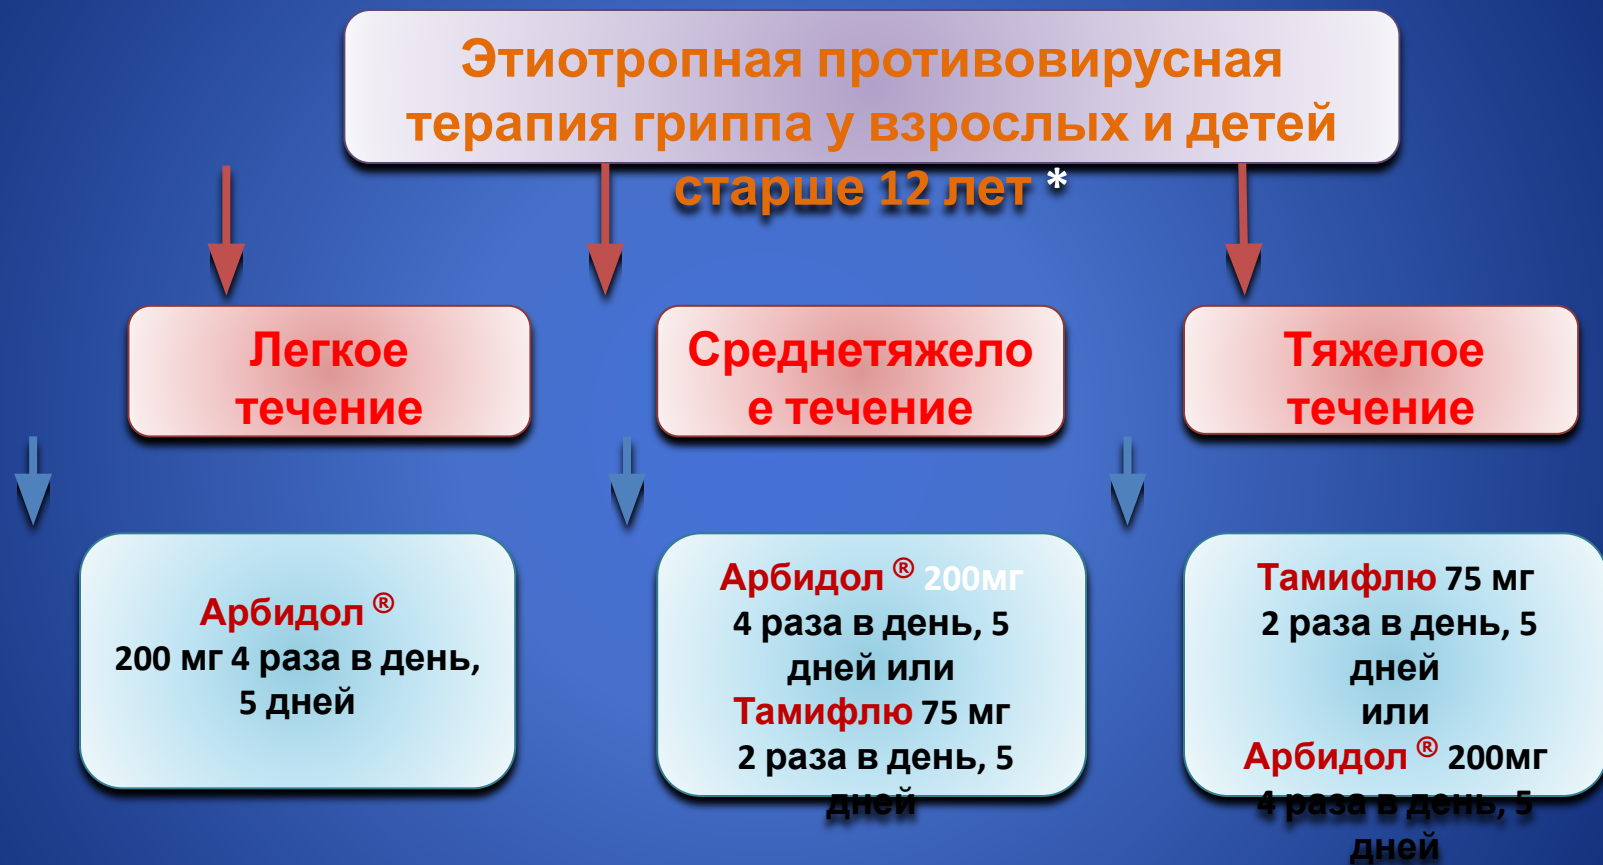 Этиотропная противовирусная
терапия гриппа у взрослых и детей
старше 12 лет *
Легкое
течение
Среднетяжело
е течение
Тяжелое
течение
Арбидол ®
200 мг 4 раза в день,
5 дней
Арбидол ® 200мг
4 раза в день, 5
дней или
Тамифлю 75 мг
2 раза в день, 5
дней
Тамифлю 75 мг
2 раза в день, 5
дней
или
Арбидол ® 200мг
4 раза в день, 5
дней